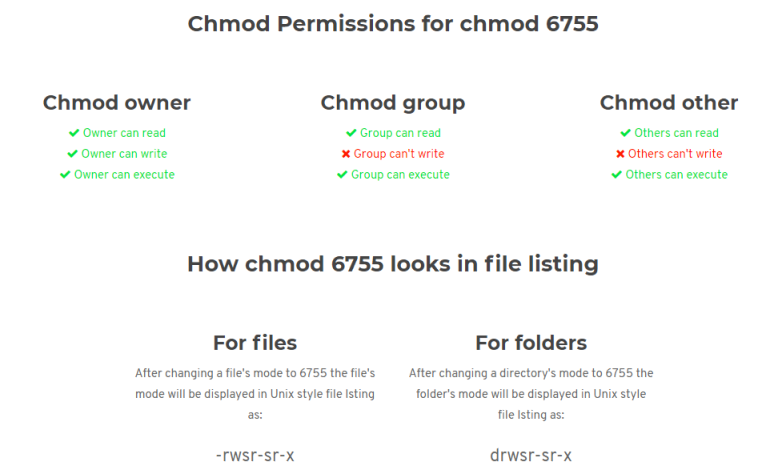 Chmod Permissions for chmod 6755
Chmod owner
Owner can read
Owner can write
Owner can execute
Chmod group
Group can read
Group can't write
Group can execute
Chmod other
Others can read
Others can't write
Others can execute
How chmod 6755 looks in file listing
For files
After changing a file's mode to 6755 the file's
mode will be displayed in Unix style file lsting
as:
-rwsr-sr-x
For folders
After changing a directory's mode to 6755 the
folder's mode will be displayed in Unix style
file lsting as:
drwsr-sr-x